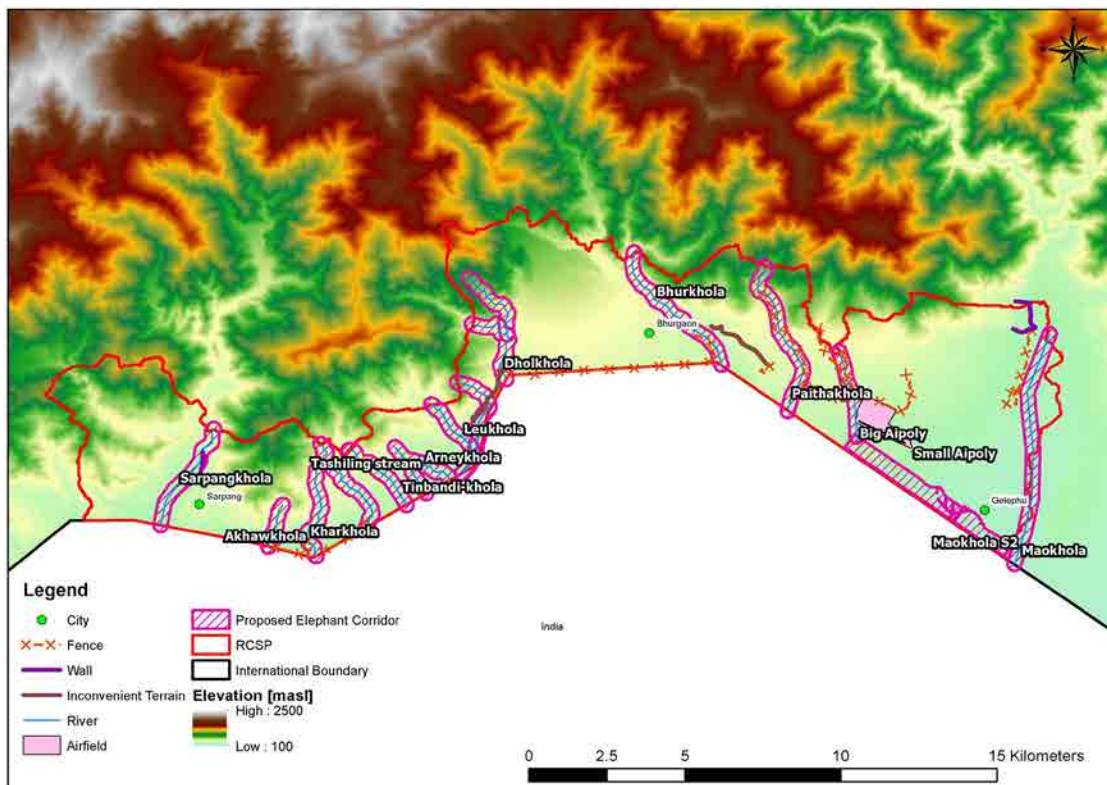 Bhurkhola
Bhurgaon
Dholkhola
Paithakhola
Leukhola
Big Aipoly
Arneykhola
Small Aipoly
Tashiling stream
Sarpangkhola
Tinbandi-khola
Sarpang
Gelephu
Akhawkhola
Kharkhola
Maokhola S2
Maokhola
India
Legend
City
Fence
Wall
Inconvenient Terrain
River
Airfield
Proposed Elephant Corridor
RCSP
International Boundary
Elevation [masl]
High : 2500
Low : 100
0 2.5 5 10 15 Kilometers